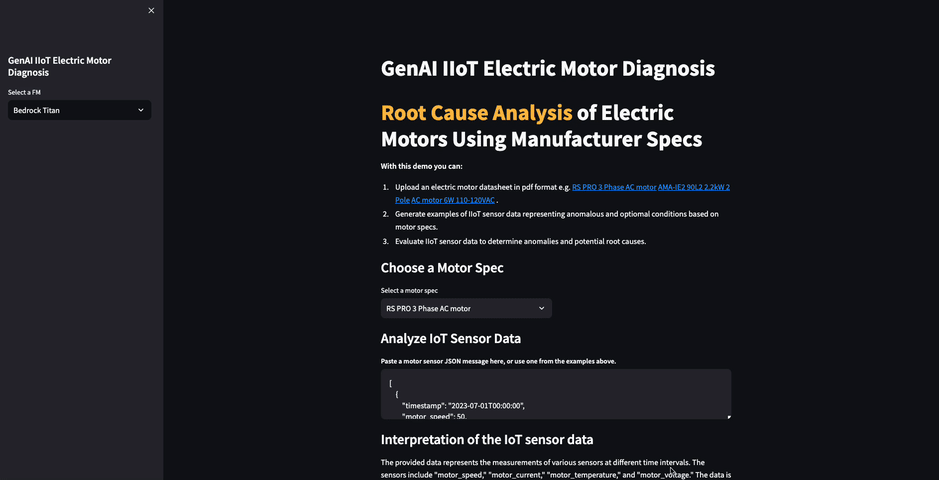 GenAI IIoT Electric Motor
Diagnosis
Select a FM
Bedrock Titan
GenAI IIoT Electric Motor Diagnosis
Root Cause Analysis of Electric
Motors Using Manufacturer Specs
With this demo you can:
1. Upload an electric motor datasheet in pdf format e.g. RS PRO 3 Phase AC motor AMA-IE2 90L2 2.2kW 2
Pole AC motor 6W 110-120VAC .
2. Generate examples of IIoT sensor data representing anomalous and optiomal conditions based on
motor specs.
3. Evaluate IIoT sensor data to determine anomalies and potential root causes.
Choose a Motor Spec
Select a motor spec
RS PRO 3 Phase AC motor
Analyze IoT Sensor Data
Paste a motor sensor JSON message here, or use one from the examples above.
[
{
"timestamp": "2023-07-01T00:00:00",
"motor_speed": 50,
Interpretation of the IoT sensor data
The provided data represents the measurements of various sensors at different time intervals. The
sensors include "motor_speed," "motor_current," "motor_temperature," and "motor_voltage." The data is